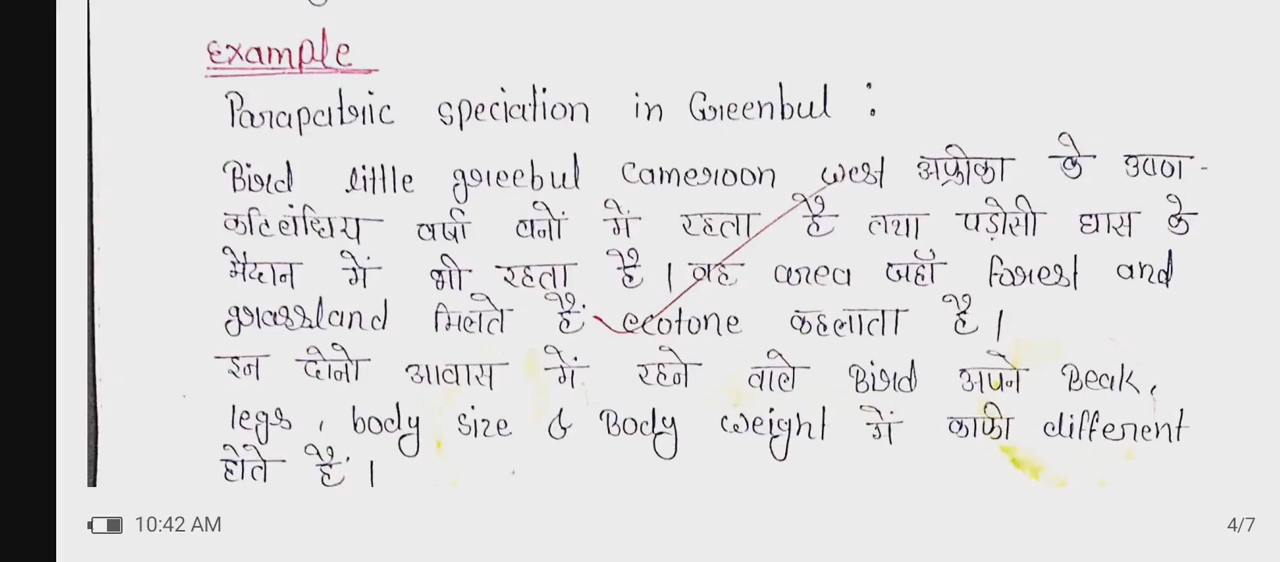 Example
Parapatric speciation in Greenbul :
Bird little greebul Cameroon west अफ्रीका के उष्ण -
कटिबंधिय वर्षा वनों में रहता है तथा पड़ोसी घास के
मैदान में भी रहता है । वह area जहाँ forest and
grassland मिलते हैं ecotone कहलाता है ।
इन दोनो आवास में रहने वाले Bird अपने Beak,
legs, body size & Body weight में काफी different
होते हैं ।
10:42 AM
4/7